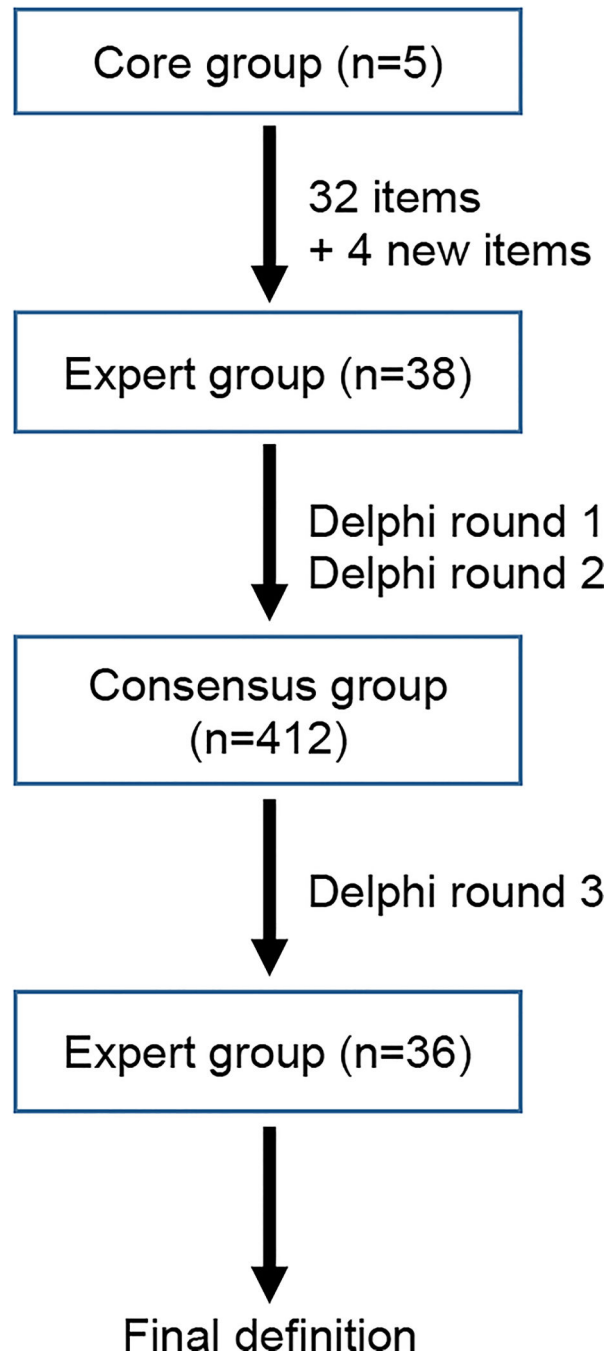 Core group (n=5)
32 items
+ 4 new items
Expert group (n=38)
Delphi round 1
Delphi round 2
Consensus group
(n=412)
Delphi round 3
Expert group (n=36)
Final definition